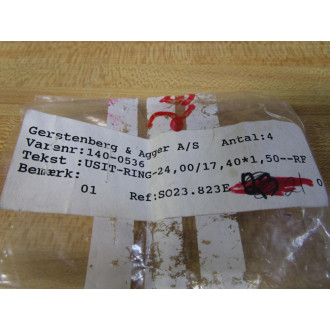 Gerstenberg & Agger A/S Antal:4
Varenr:140-0536
Tekst :USIT-RING-24,00/17,40*1,50--RF
Bemærk:
01 Ref:SO23.823E 0